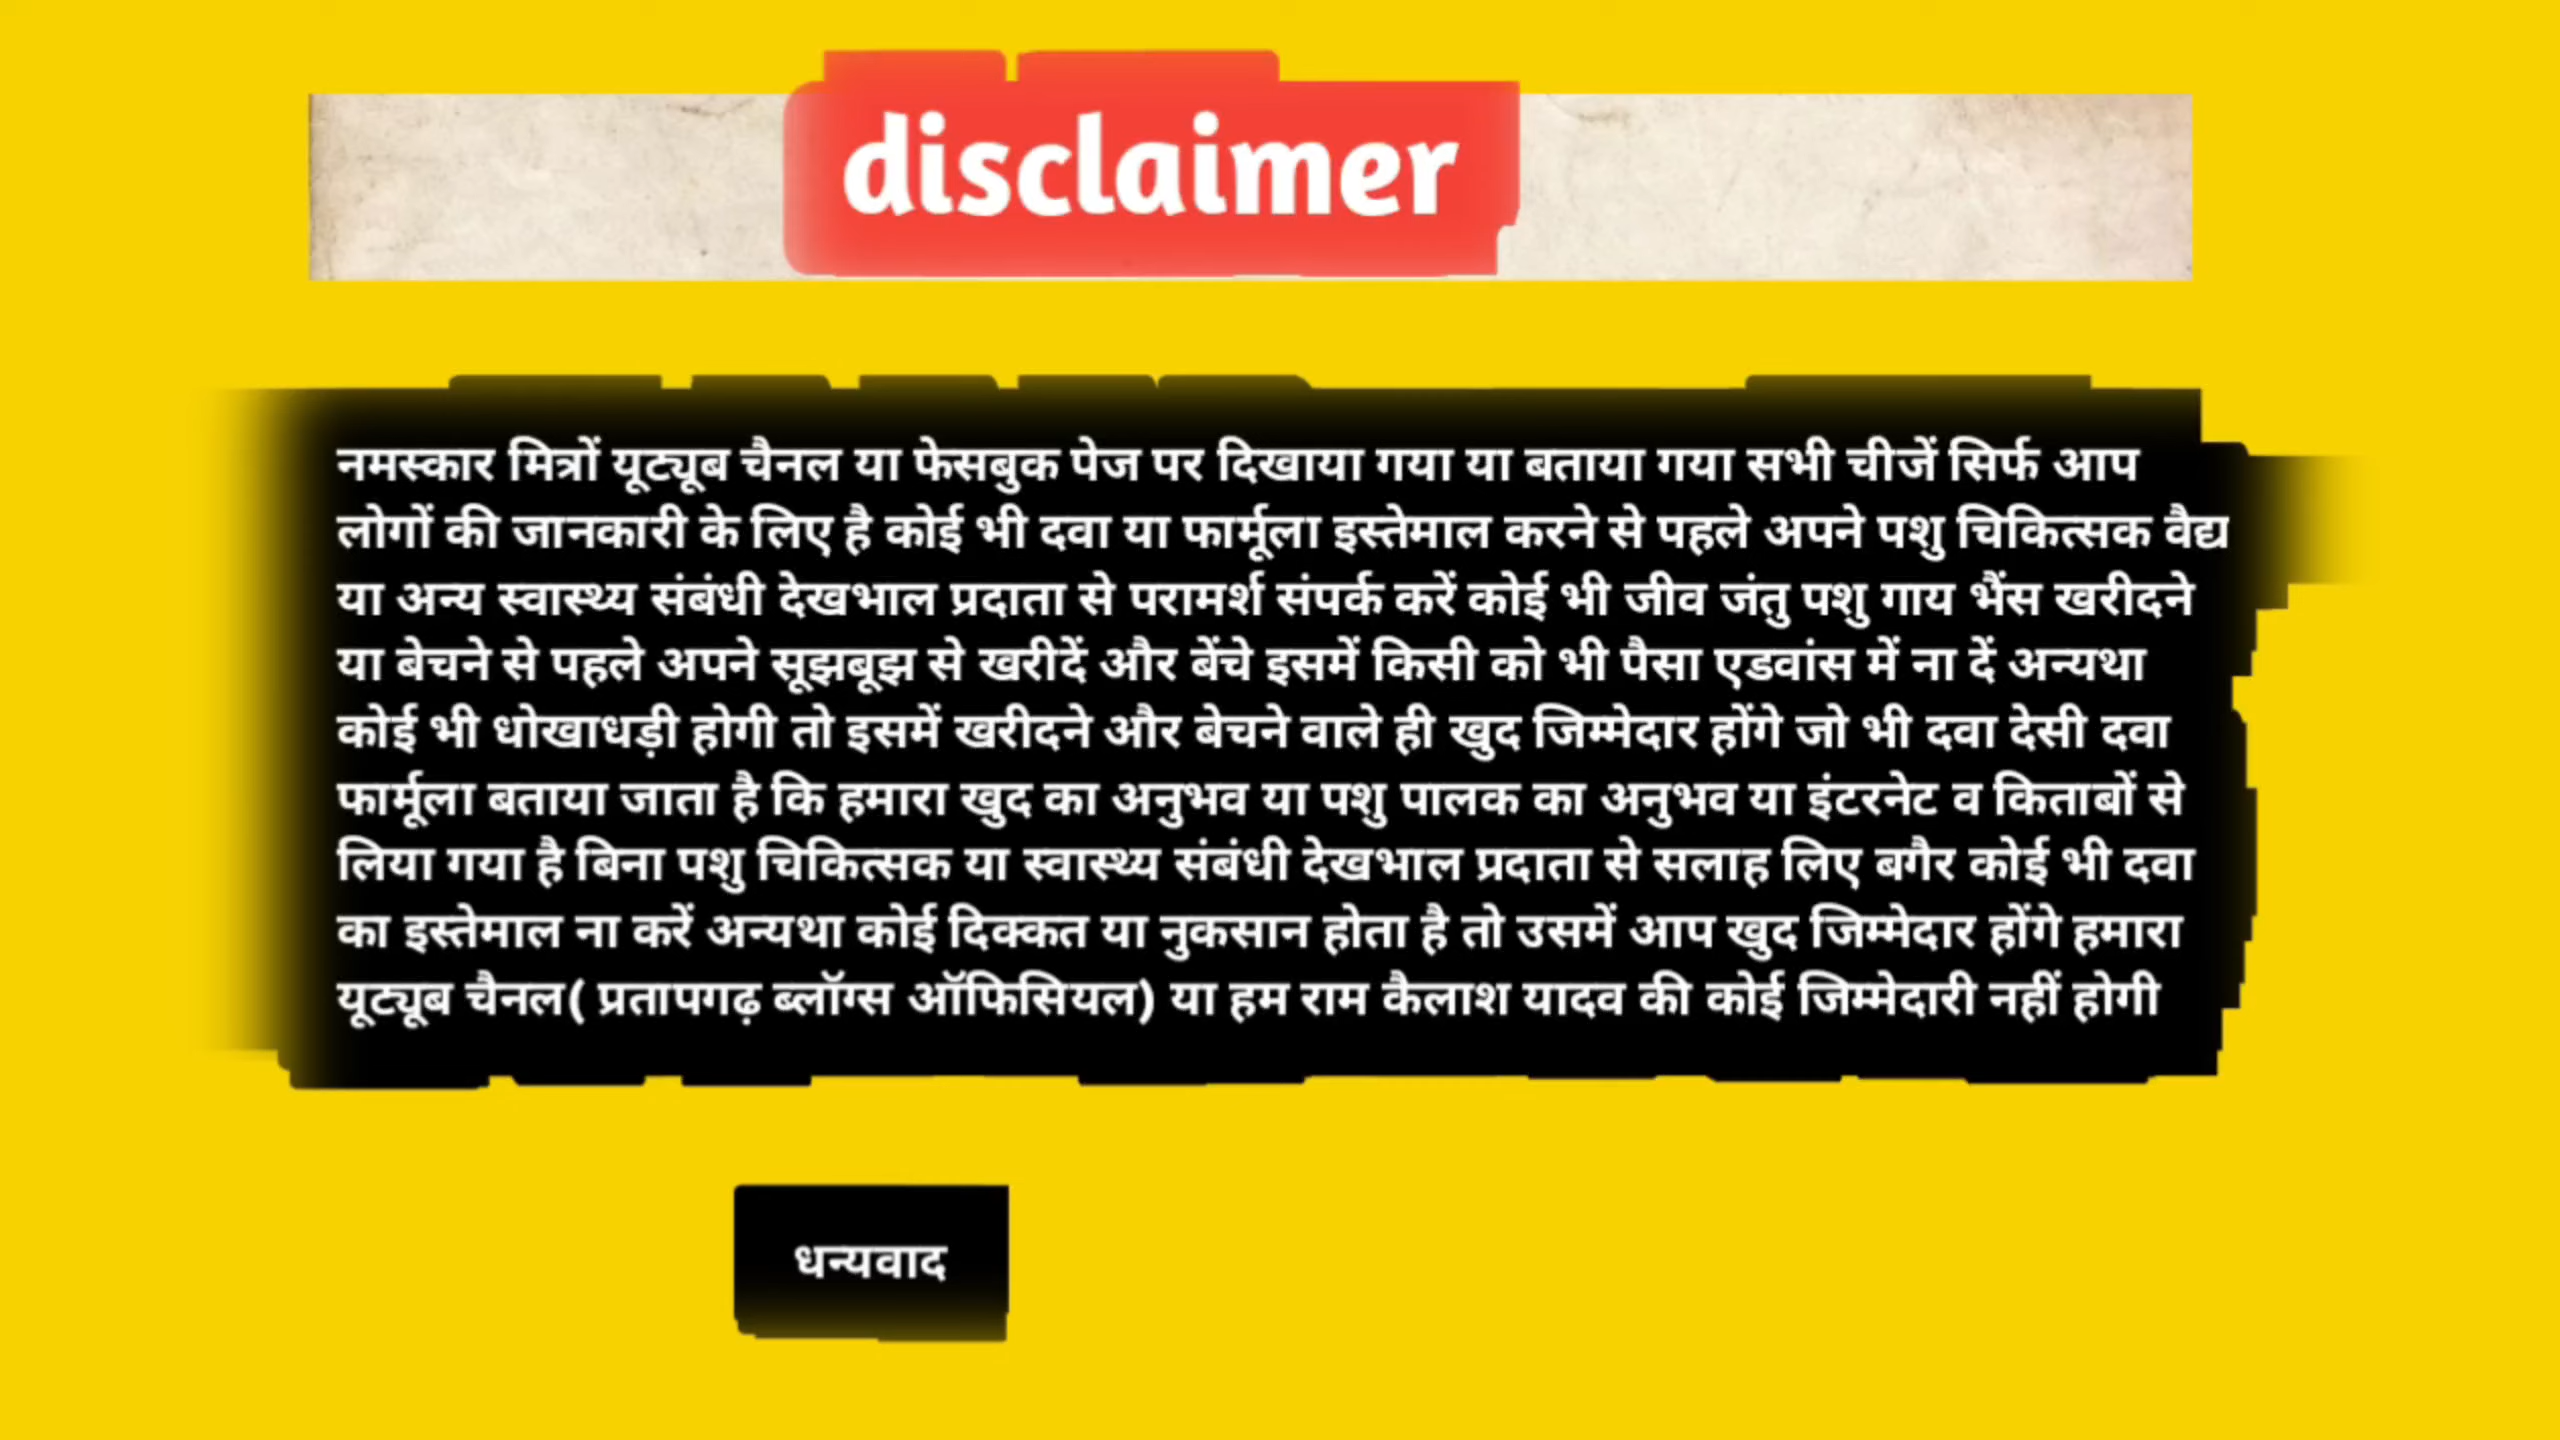 disclaimer
नमस्कार मित्रों यूट्यूब चैनल या फेसबुक पेज पर दिखाया गया या बताया गया सभी चीजें सिर्फ आप
लोगों की जानकारी के लिए है कोई भी दवा या फार्मूला इस्तेमाल करने से पहले अपने पशु चिकित्सक वैद्य
या अन्य स्वास्थ्य संबंधी देखभाल प्रदाता से परामर्श संपर्क करें कोई भी जीव जंतु पशु गाय भैंस खरीदने
या बेचने से पहले अपने सूझबूझ से खरीदें और बेंचे इसमें किसी को भी पैसा एडवांस में ना दें अन्यथा
कोई भी धोखाधड़ी होगी तो इसमें खरीदने और बेचने वाले ही खुद जिम्मेदार होंगे जो भी दवा देसी दवा
फार्मूला बताया जाता है कि हमारा खुद का अनुभव या पशु पालक का अनुभव या इंटरनेट व किताबों से
लिया गया है बिना पशु चिकित्सक या स्वास्थ्य संबंधी देखभाल प्रदाता से सलाह लिए बगैर कोई भी दवा
का इस्तेमाल ना करें अन्यथा कोई दिक्कत या नुकसान होता है तो उसमें आप खुद जिम्मेदार होंगे हमारा
यूट्यूब चैनल( प्रतापगढ़ ब्लॉग्स ऑफिसियल) या हम राम कैलाश यादव की कोई जिम्मेदारी नहीं होगी
धन्यवाद